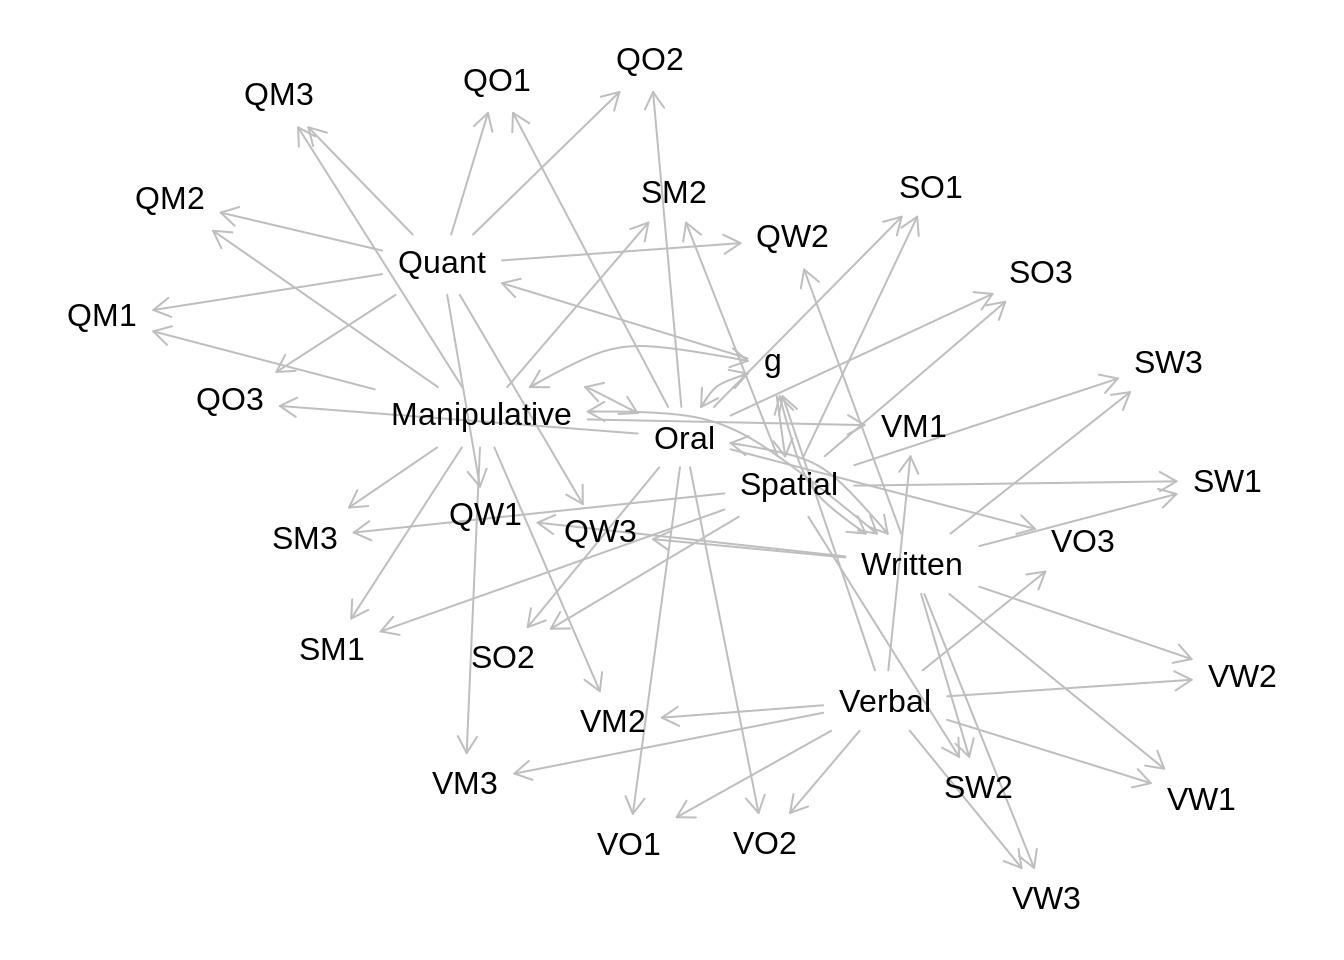 QO2
QO1
QM3
SO1
SM2
QM2
QW2
Quant
SO3
QM1
g
SW3
QO3
Manipulative
VM1
Oral
SW1
Spatial
QW1
QW3
SM3
VO3
Written
SM1
SO2
VW2
Verbal
VM2
VM3
SW2
VW1
VO1
VO2
VW3